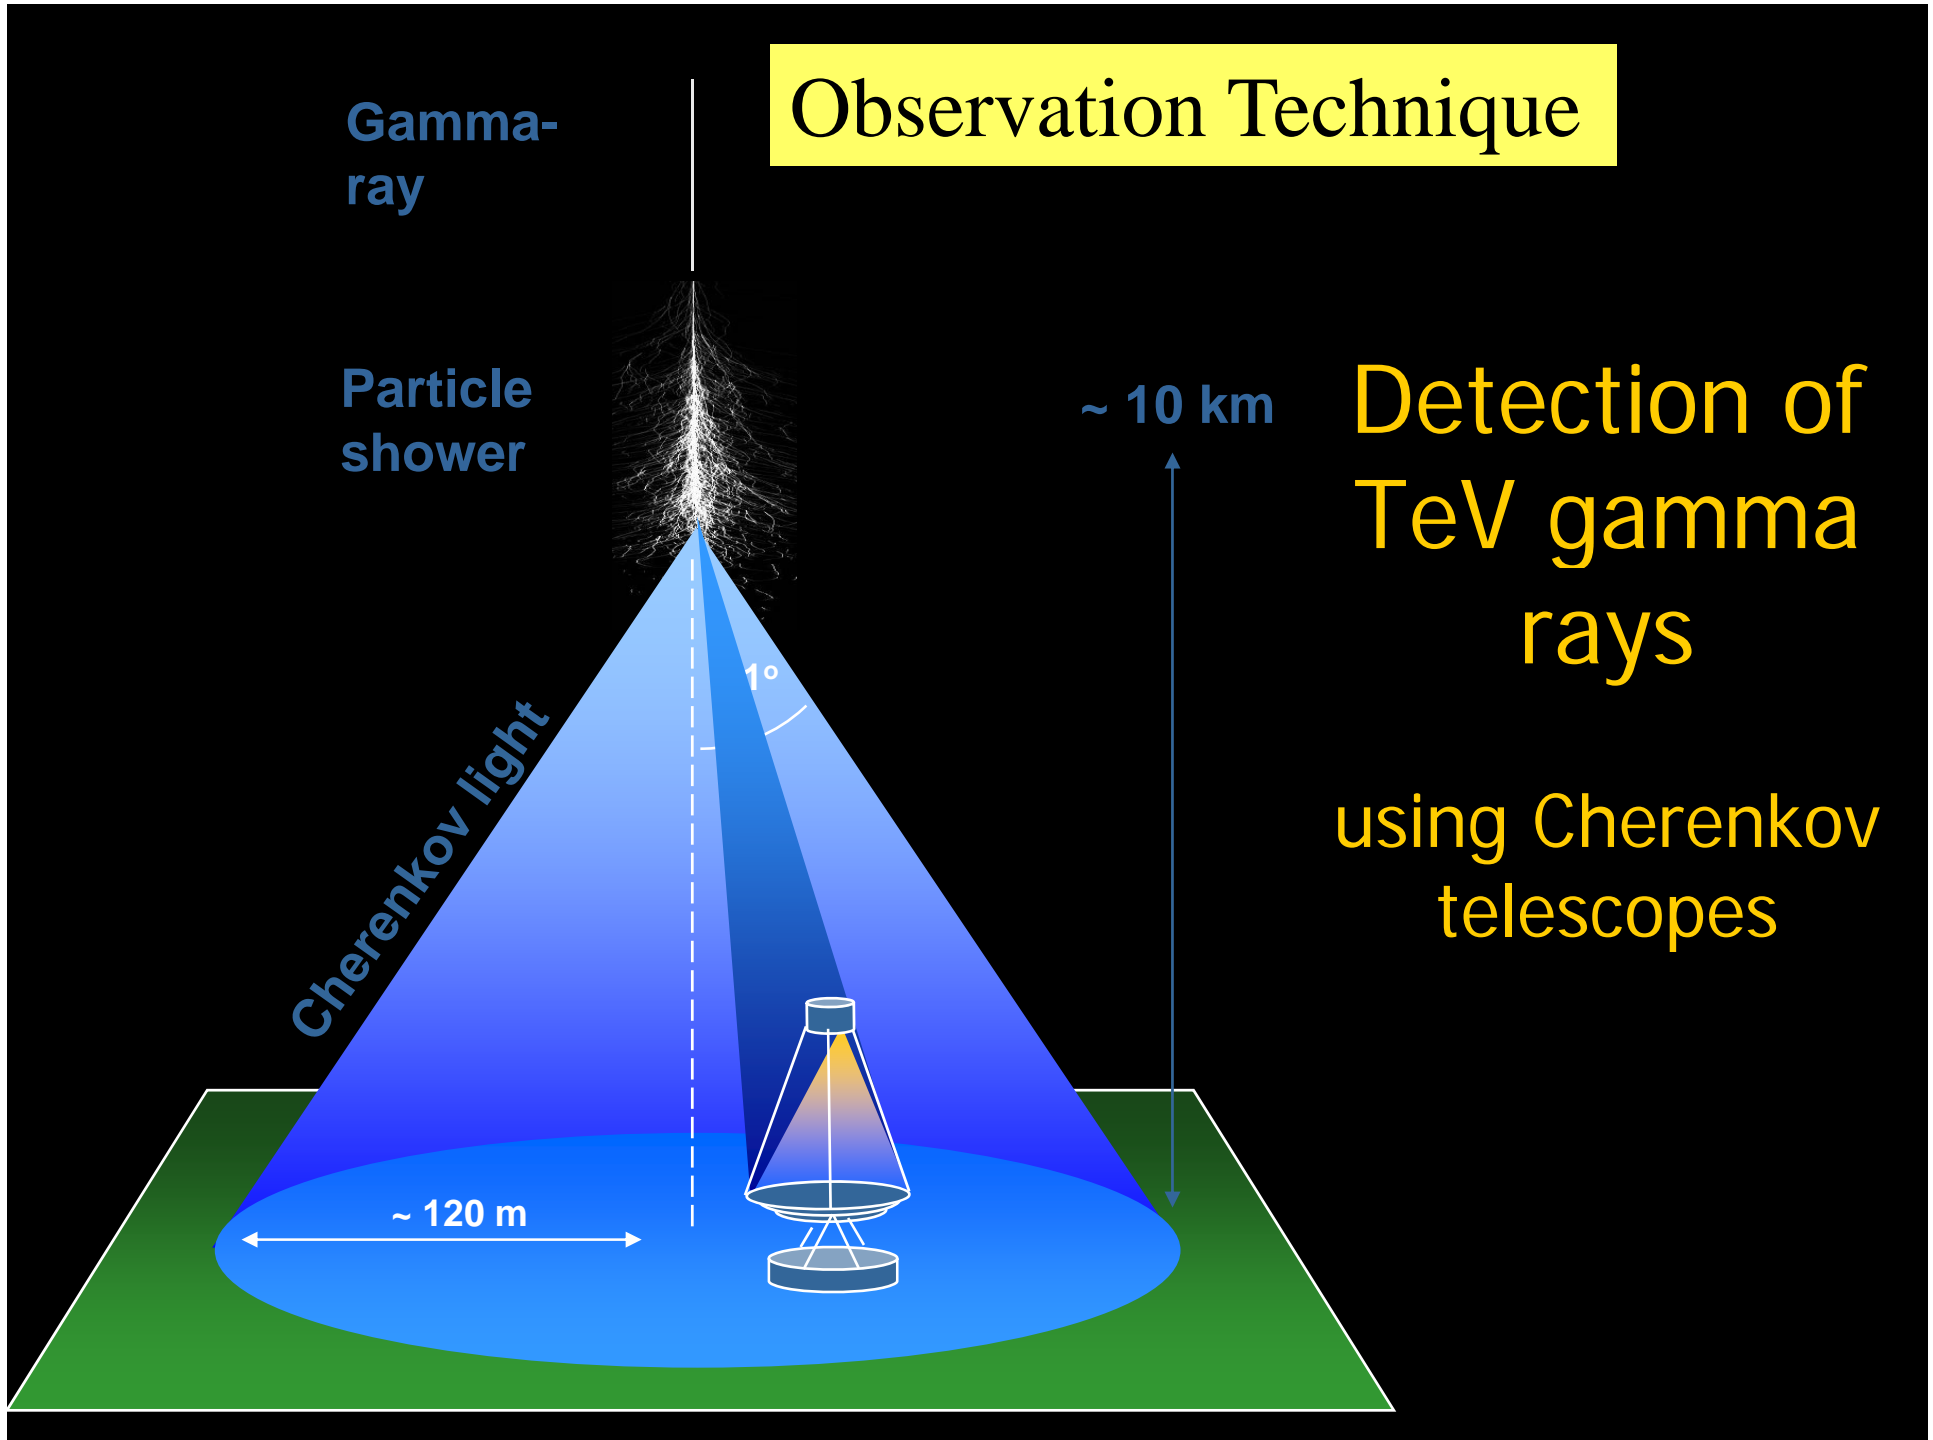 Observation Technique
Gamma-
ray
Particle
shower
~ 10 km
Detection of
TeV gamma
rays
1º
Cherenkov light
using Cherenkov
telescopes
~ 120 m